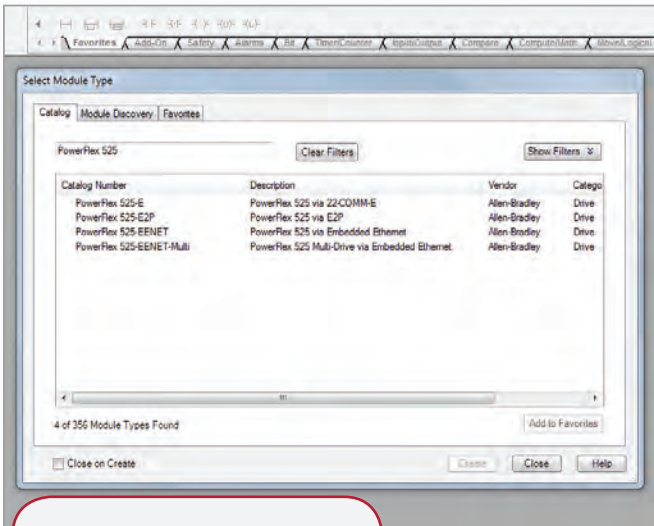 Favorites Add-On Safety Alarms Bit Timer/Counter Input/Output Compare Compute/Math Move/Logical
Select Module Type
Catalog Module Discovery Favorites
PowerFlex 525 Clear Filters Show Filters
Catalog Number Description Vendor Catego
PowerFlex 525-E PowerFlex 525 via 22-COMM-E Allen-Bradley Drive
PowerFlex 525-E2P PowerFlex 525 via E2P Allen-Bradley Drive
PowerFlex 525-EENET PowerFlex 525 via Embedded Ethernet Allen-Bradley Drive
PowerFlex 525-EENET-Multi PowerFlex 525 Multi-Drive via Embedded Ethernet Allen-Bradley Drive
4 of 356 Module Types Found Add to Favorites
Close on Create Create Close Help